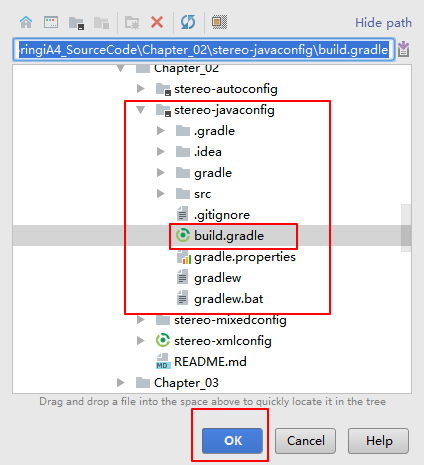 Hide path
ringiA4_SourceCode\Chapter_02\stereo-javaconfig\build.gradle
Chapter_02
stereo-autoconfig
stereo-javaconfig
.gradle
.idea
gradle
src
.gitignore
build.gradle
gradle.properties
gradlew
gradlew.bat
stereo-mixedconfig
stereo-xmlconfig
MD README.md
Chapter_03
Drag and drop a file into the space above to quickly locate it in the tree
OK Cancel Help